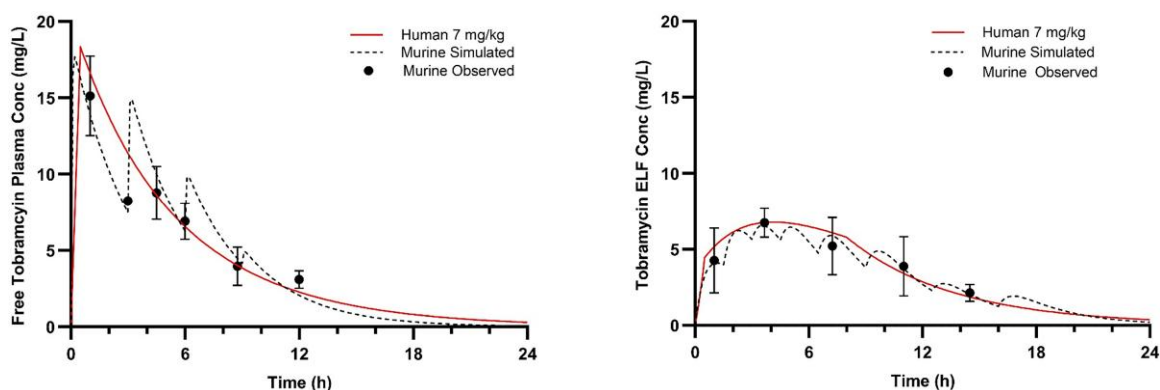 Free Tobramcyin Plasma Conc (mg/L)
20
15
10
5
0
0
6
12
18
24
Time (h)
Human 7 mg/kg
Murine Simulated
Murine Observed
Tobramycin ELF Conc (mg/L)
20
15
10
5
0
0
6
12
18
24
Time (h)
Human 7 mg/kg
Murine Simulated
Murine Observed